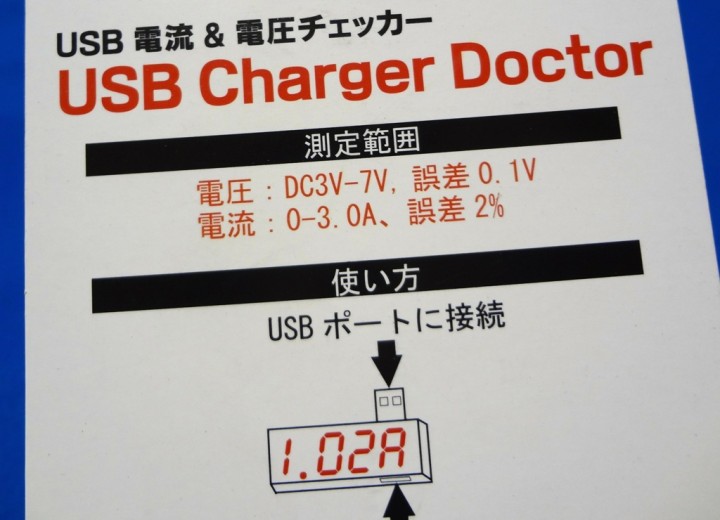 USB 電流 & 電圧チェッカー
USB Charger Doctor
測定範囲
電圧：DC3V-7V, 誤差 0.1V
電流：0-3.0A、誤差 2%
使い方
USB ポートに接続
1.02A